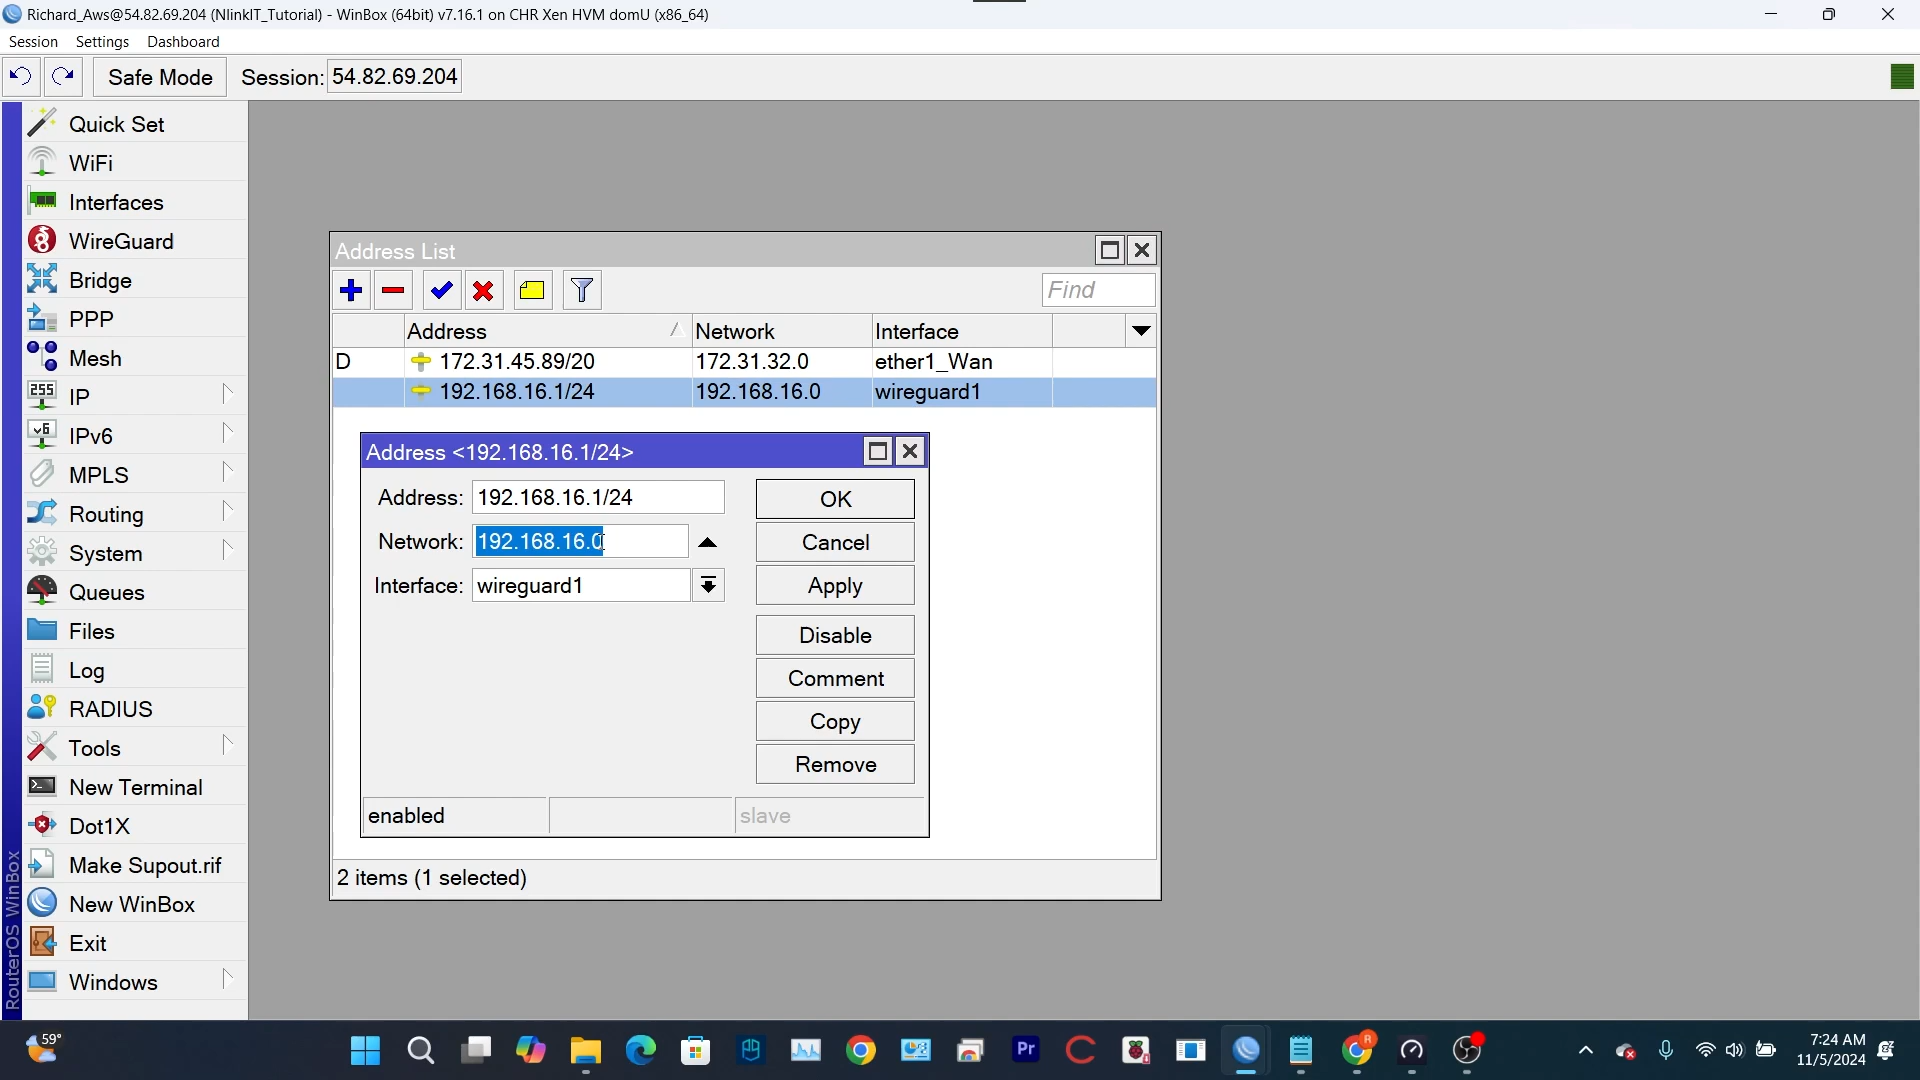 Richard_Aws@54.82.69.204 (NlinkIT_Tutorial) - WinBox (64bit) v7.16.1 on CHR Xen HVM domU (x86_64)
Session Settings Dashboard
Safe Mode Session: 54.82.69.204
Quick Set
WiFi
Interfaces
WireGuard
Bridge
PPP
Mesh
255 IP
v6 IPv6
MPLS
Routing
System
Queues
Files
Log
RADIUS
Tools
New Terminal
Dot1X
Make Supout.rif
New WinBox
Exit
Windows
RouterOS WinBox
Address List
Find
Address Network Interface
D 172.31.45.89/20 172.31.32.0 ether1_Wan
192.168.16.1/24 192.168.16.0 wireguard1
Address <192.168.16.1/24>
Address: 192.168.16.1/24
Network: 192.168.16.0
Interface: wireguard1
OK
Cancel
Apply
Disable
Comment
Copy
Remove
enabled slave
2 items (1 selected)
59°
Pr
R
7:24 AM
11/5/2024